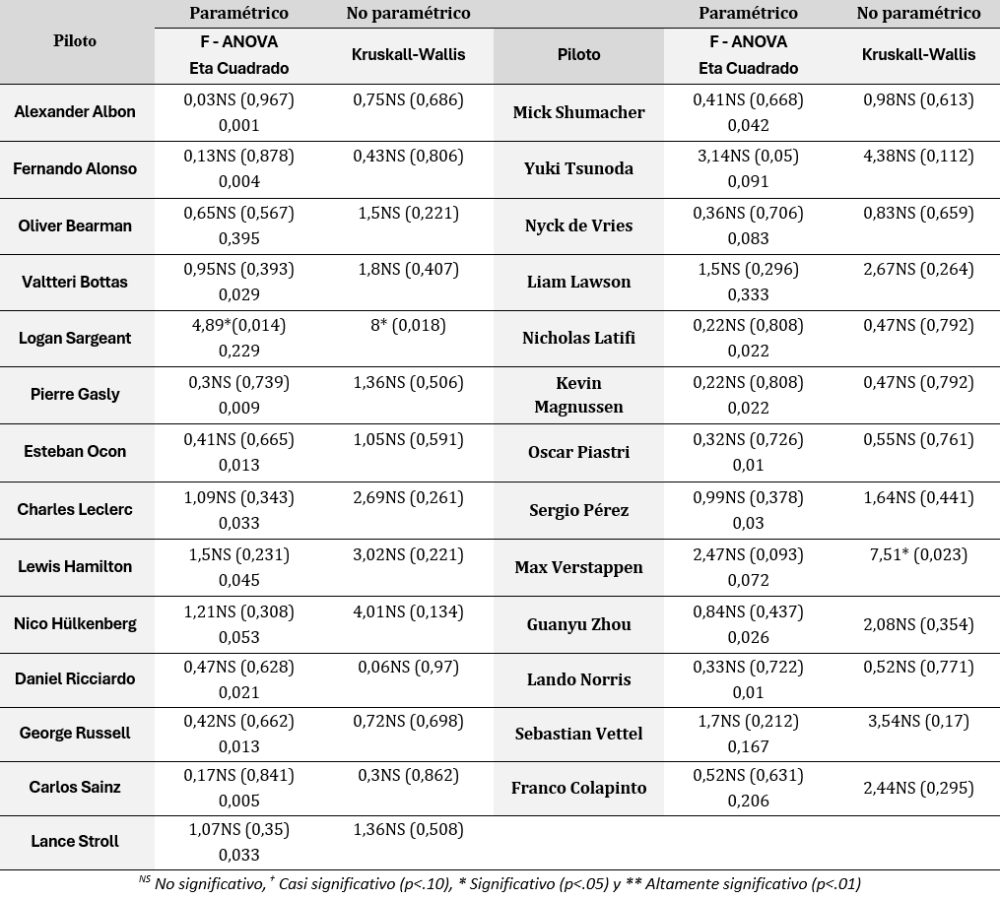 Piloto Paramétrico No paramétrico Piloto Paramétrico No paramétrico
F - ANOVA Kruskall-Wallis F - ANOVA Kruskall-Wallis
Eta Cuadrado Eta Cuadrado
Alexander Albon 0,03NS (0,967) 0,75NS (0,686) Mick Shumacher 0,41NS (0,668) 0,98NS (0,613)
0,001 0,042
Fernando Alonso 0,13NS (0,878) 0,43NS (0,806) Yuki Tsunoda 3,14NS (0,05) 4,38NS (0,112)
0,004 0,091
Oliver Bearman 0,65NS (0,567) 1,5NS (0,221) Nyck de Vries 0,36NS (0,706) 0,83NS (0,659)
0,395 0,083
Valtteri Bottas 0,95NS (0,393) 1,8NS (0,407) Liam Lawson 1,5NS (0,296) 2,67NS (0,264)
0,029 0,333
Logan Sargeant 4,89*(0,014) 8* (0,018) Nicholas Latifi 0,22NS (0,808) 0,47NS (0,792)
0,229 0,022
Pierre Gasly 0,3NS (0,739) 1,36NS (0,506) Kevin 0,22NS (0,808) 0,47NS (0,792)
0,009 Magnussen 0,022
Esteban Ocon 0,41NS (0,665) 1,05NS (0,591) Oscar Piastri 0,32NS (0,726) 0,55NS (0,761)
0,013 0,01
Charles Leclerc 1,09NS (0,343) 2,69NS (0,261) Sergio Pérez 0,99NS (0,378) 1,64NS (0,441)
0,033 0,03
Lewis Hamilton 1,5NS (0,231) 3,02NS (0,221) Max Verstappen 2,47NS (0,093) 7,51* (0,023)
0,045 0,072
Nico Hülkenberg 1,21NS (0,308) 4,01NS (0,134) Guanyu Zhou 0,84NS (0,437) 2,08NS (0,354)
0,053 0,026
Daniel Ricciardo 0,47NS (0,628) 0,06NS (0,97) Lando Norris 0,33NS (0,722) 0,52NS (0,771)
0,021 0,01
George Russell 0,42NS (0,662) 0,72NS (0,698) Sebastian Vettel 1,7NS (0,212) 3,54NS (0,17)
0,013 0,167
Carlos Sainz 0,17NS (0,841) 0,3NS (0,862) Franco Colapinto 0,52NS (0,631) 2,44NS (0,295)
0,005 0,206
Lance Stroll 1,07NS (0,35) 1,36NS (0,508)
0,033
NS No significativo, † Casi significativo (p<.10), * Significativo (p<.05) y ** Altamente significativo (p<.01)